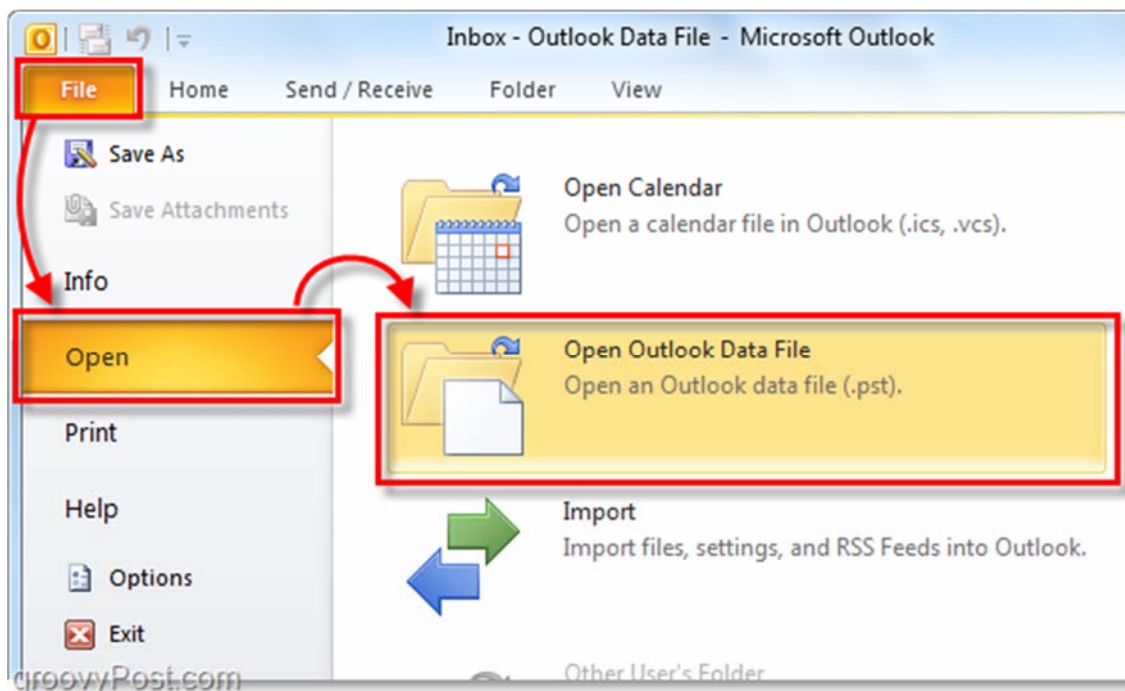 Inbox - Outlook Data File - Microsoft Outlook
File Home Send / Receive Folder View
Save As
Save Attachments
Info
Open
Print
Help
Options
Exit
Open Calendar
Open a calendar file in Outlook (.ics, .vcs).
Open Outlook Data File
Open an Outlook data file (.pst).
Import
Import files, settings, and RSS Feeds into Outlook.
Other User's Folder
groovyPost.com